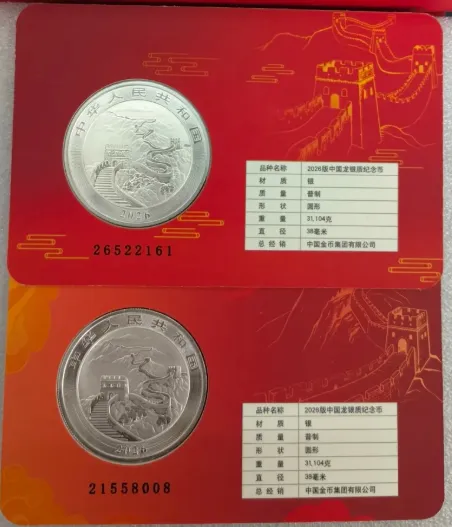 中华人民共和国
2026
26522161
品种名称 2026版中国龙银质纪念币
材 质 银
质 量 普制
形 状 圆形
重 量 31.104克
直 径 38毫米
总 经 销 中国金币集团有限公司
中华人民共和国
2026
21558008
品种名称 2026版中国龙银质纪念币
材 质 银
质 量 普制
形 状 圆形
重 量 31.104克
直 径 38毫米
总 经 销 中国金币集团有限公司